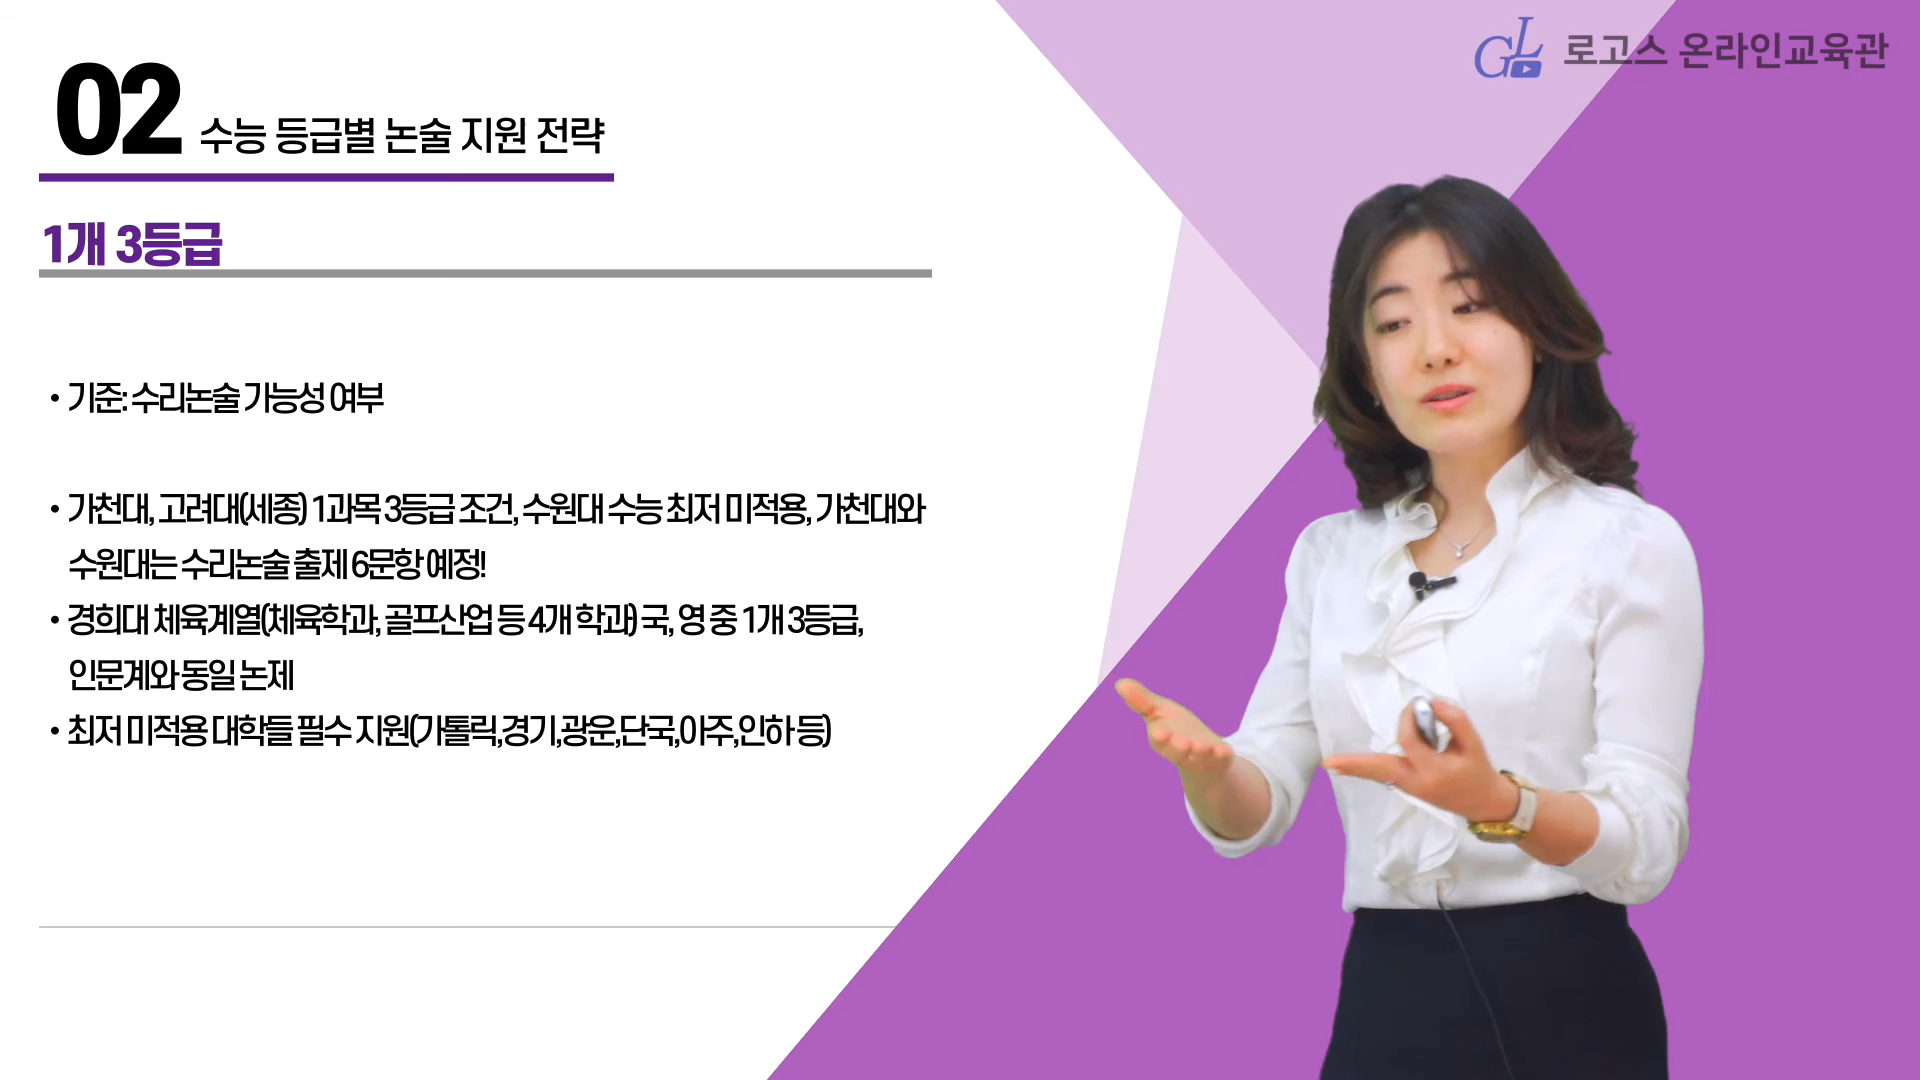 GL 로고스 온라인교육관
02 수능 등급별 논술 지원 전략
1개 3등급
• 기준: 수리논술 가능성 여부
• 가천대, 고려대(세종) 1과목 3등급 조건, 수원대 수능 최저 미적용, 가천대와
수원대는 수리논술 출제 6문항 예정!
• 경희대 체육계열(체육학과, 골프산업 등 4개 학과) 국, 영 중 1개 3등급,
인문계와 동일 논제
• 최저 미적용 대학들 필수 지원(가톨릭,경기,광운,단국,아주,인하 등)